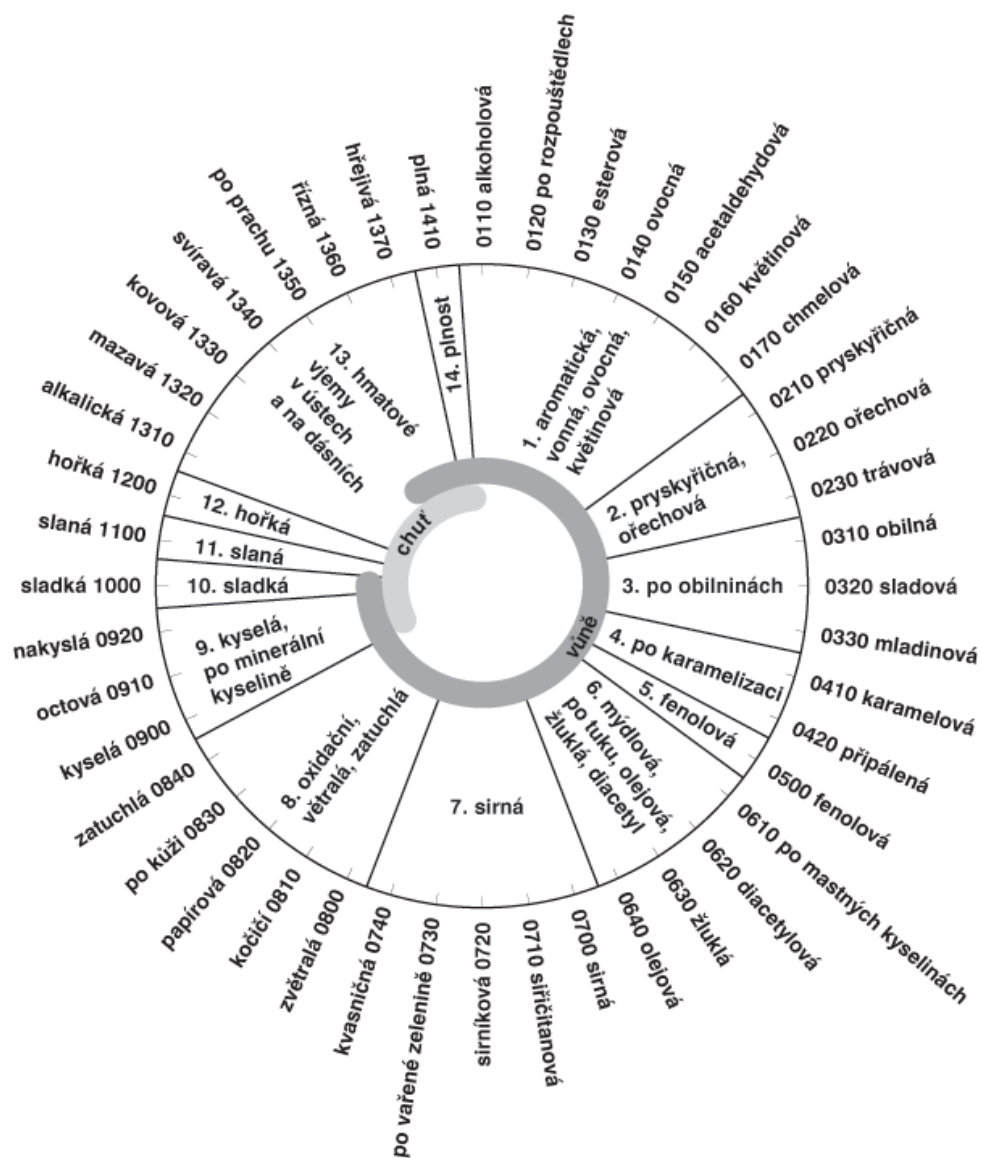 0110 alkoholová
0120 po rozpouštědlech
0130 esterová
0140 ovocná
0150 acetaldehydová
0160 květinová
0170 chmelová
0210 pryskyřičná
0220 ořechová
0230 trávová
0310 obilná
0320 sladová
0330 mladinová
0410 karamelová
0420 připálená
0500 fenolová
0610 po mastných kyselinách
0620 diacetylová
0630 žluklá
0640 olejová
0700 sirná
0710 siřičitanová
sirníková 0720
po vařené zelenině 0730
kvasničná 0740
zvětralá 0800
kočičí 0810
papírová 0820
po kůži 0830
zatuchlá 0840
kyselá 0900
octová 0910
nakyslá 0920
sladká 1000
slaná 1100
hořká 1200
alkalická 1310
mazavá 1320
kovová 1330
svíravá 1340
po prachu 1350
řízná 1360
hřejivá 1370
plná 1410
1. aromatická,
vonná, ovocná,
květinová
2. pryskyřičná,
ořechová
3. po obilninách
4. po karamelizaci
5. fenolová
6. mýdlová,
po tuku, olejová,
žluklá, diacetyl
7. sirná
8. oxidační,
větralá, zatuchlá
9. kyselá,
po minerální
kyselině
10. sladká
11. slaná
12. hořká
13. hmatové
vjemy
v ústech
a na dásních
14. plnost
chuť
vůně